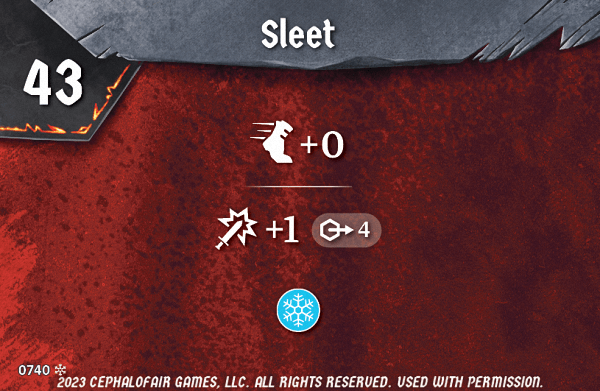 Sleet
43
+0
+1 4
0740
2023 CEPHALOFAIR GAMES, LLC. ALL RIGHTS RESERVED. USED WITH PERMISSION.